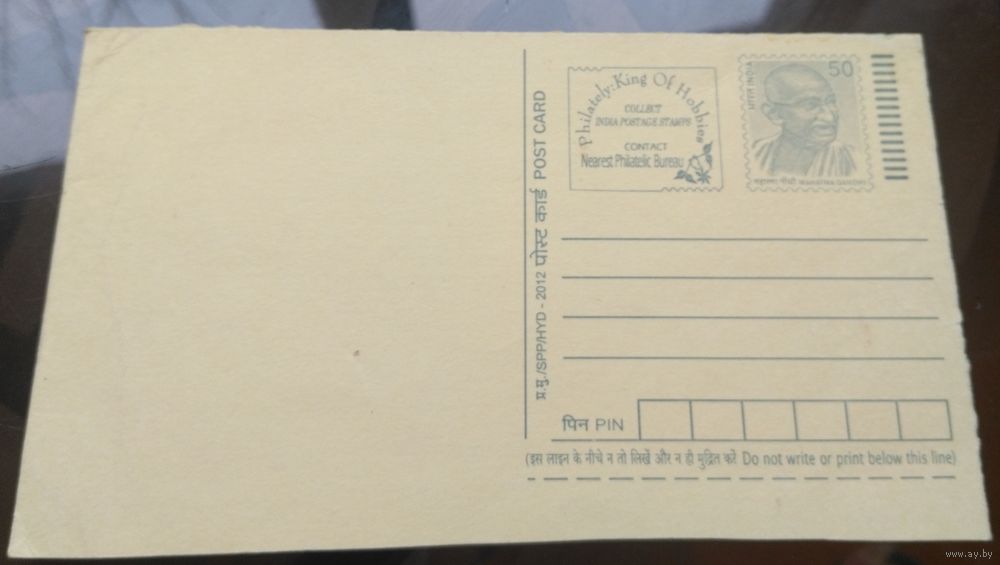 Philately: King Of Hobbies
COLLECT
INDIA POSTAGE STAMPS
CONTACT
Nearest Philatelic Bureau
50
भारत INDIA
महात्मा गाँधी MAHATMA GANDHI
प्र.मु./SPP/HYD - 2012 पोस्ट कार्ड POST CARD
पिन PIN
(इस लाइन के नीचे न तो लिखें और न ही मुद्रित करें Do not write or print below this line)
www.ay.by